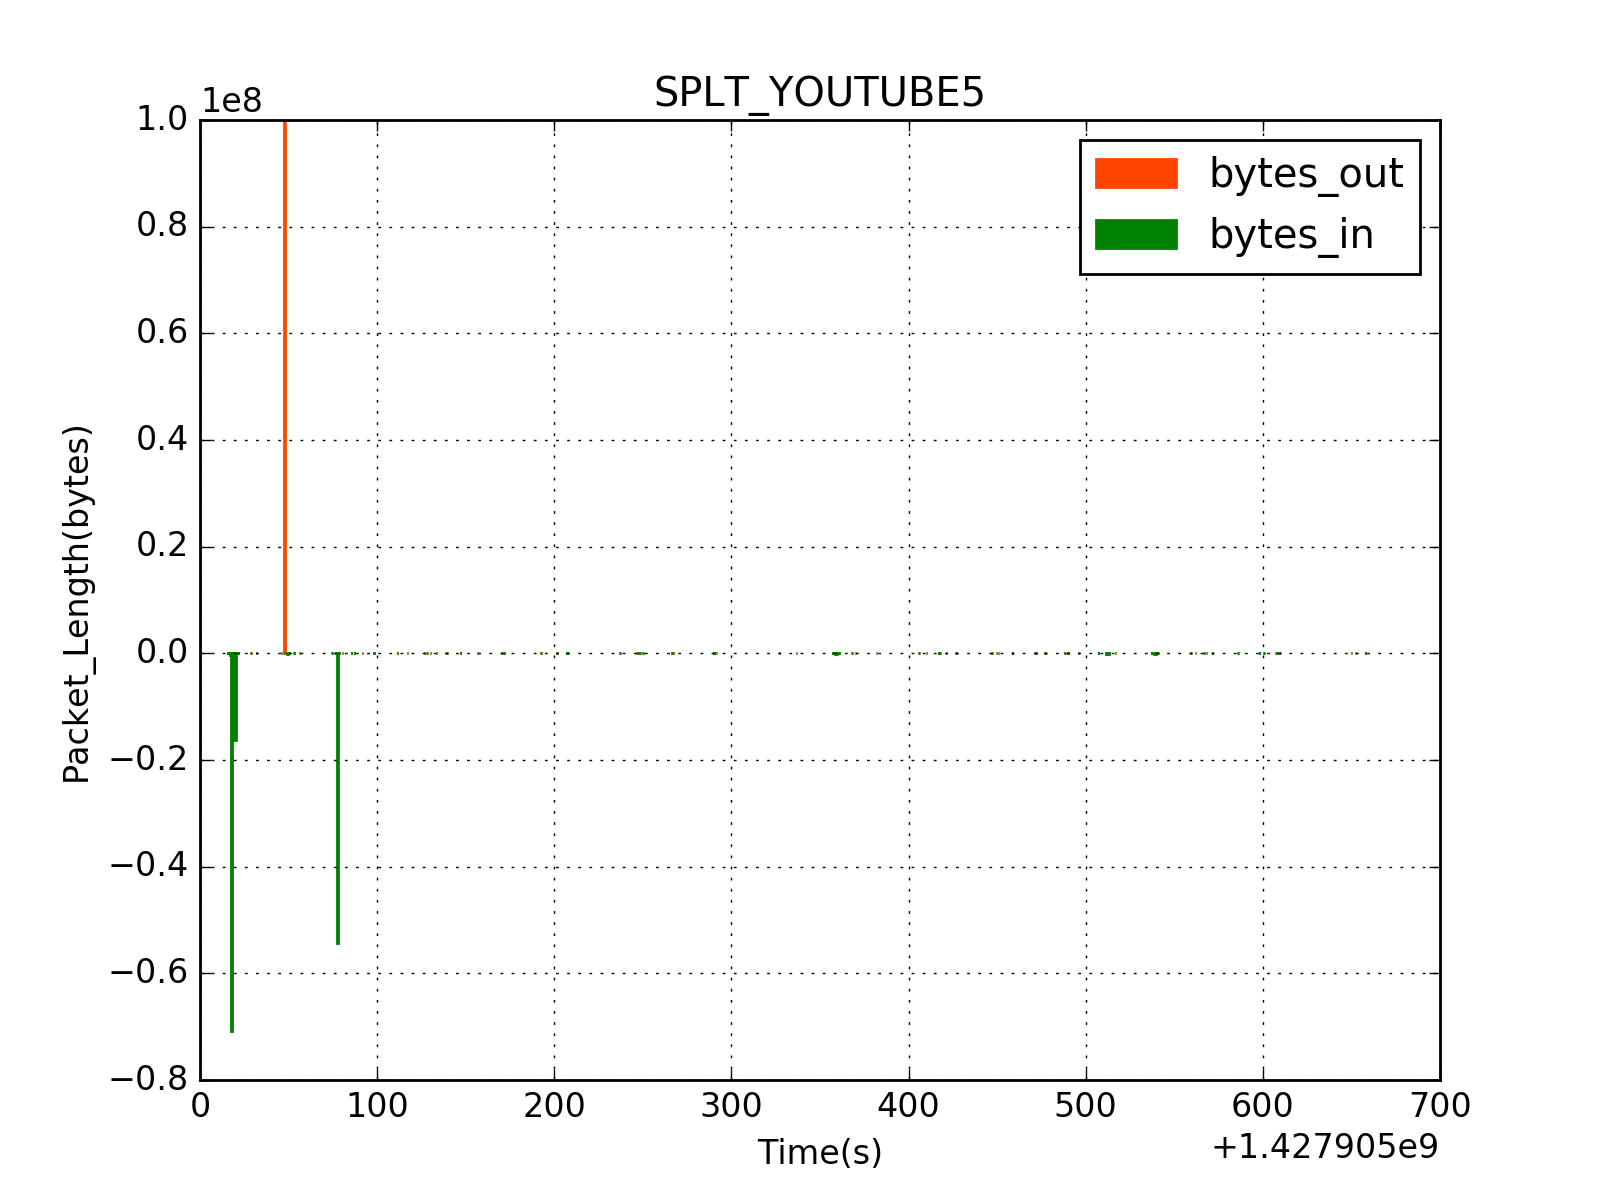 SPLT_YOUTUBE5
1e8
1.0
0.8
0.6
0.4
0.2
0.0
−0.2
−0.4
−0.6
−0.8
Packet_Length(bytes)
bytes_out
bytes_in
0 100 200 300 400 500 600 700
Time(s)
+1.427905e9